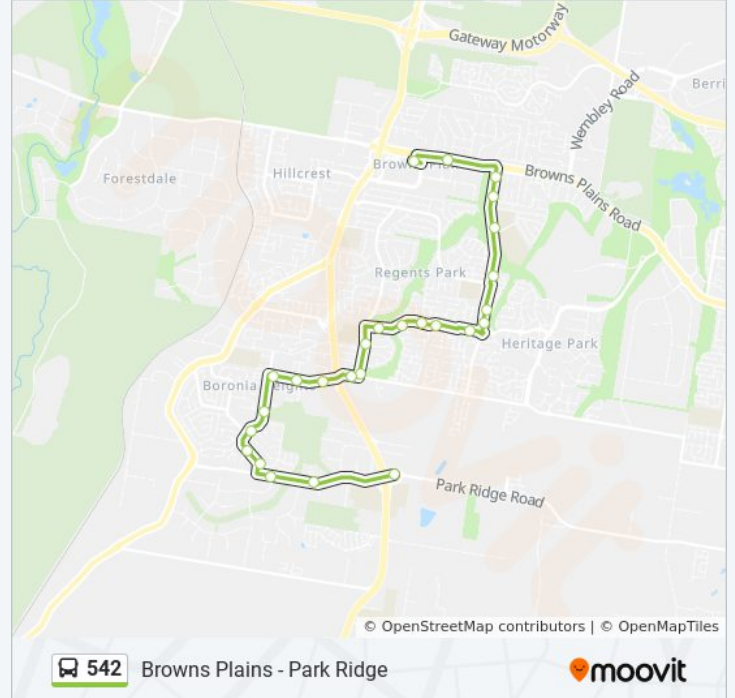 Gateway Motorway
Wembley Road
Berri
Forestdale
Hillcrest
Browns Plains Road
Regents Park
Heritage Park
Boronia
Park Ridge Road
© OpenStreetMap contributors | © OpenMapTiles
542 Browns Plains - Park Ridge
moovit